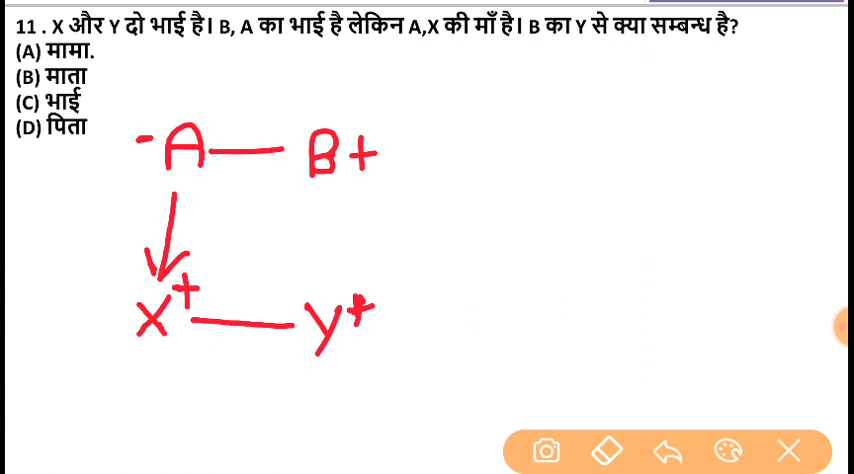 11 . X और Y दो भाई है। B, A का भाई है लेकिन A,X की माँ है। B का Y से क्या सम्बन्ध है?
(A) मामा.
(B) माता
(C) भाई
(D) पिता
- A — B +
X + — Y +